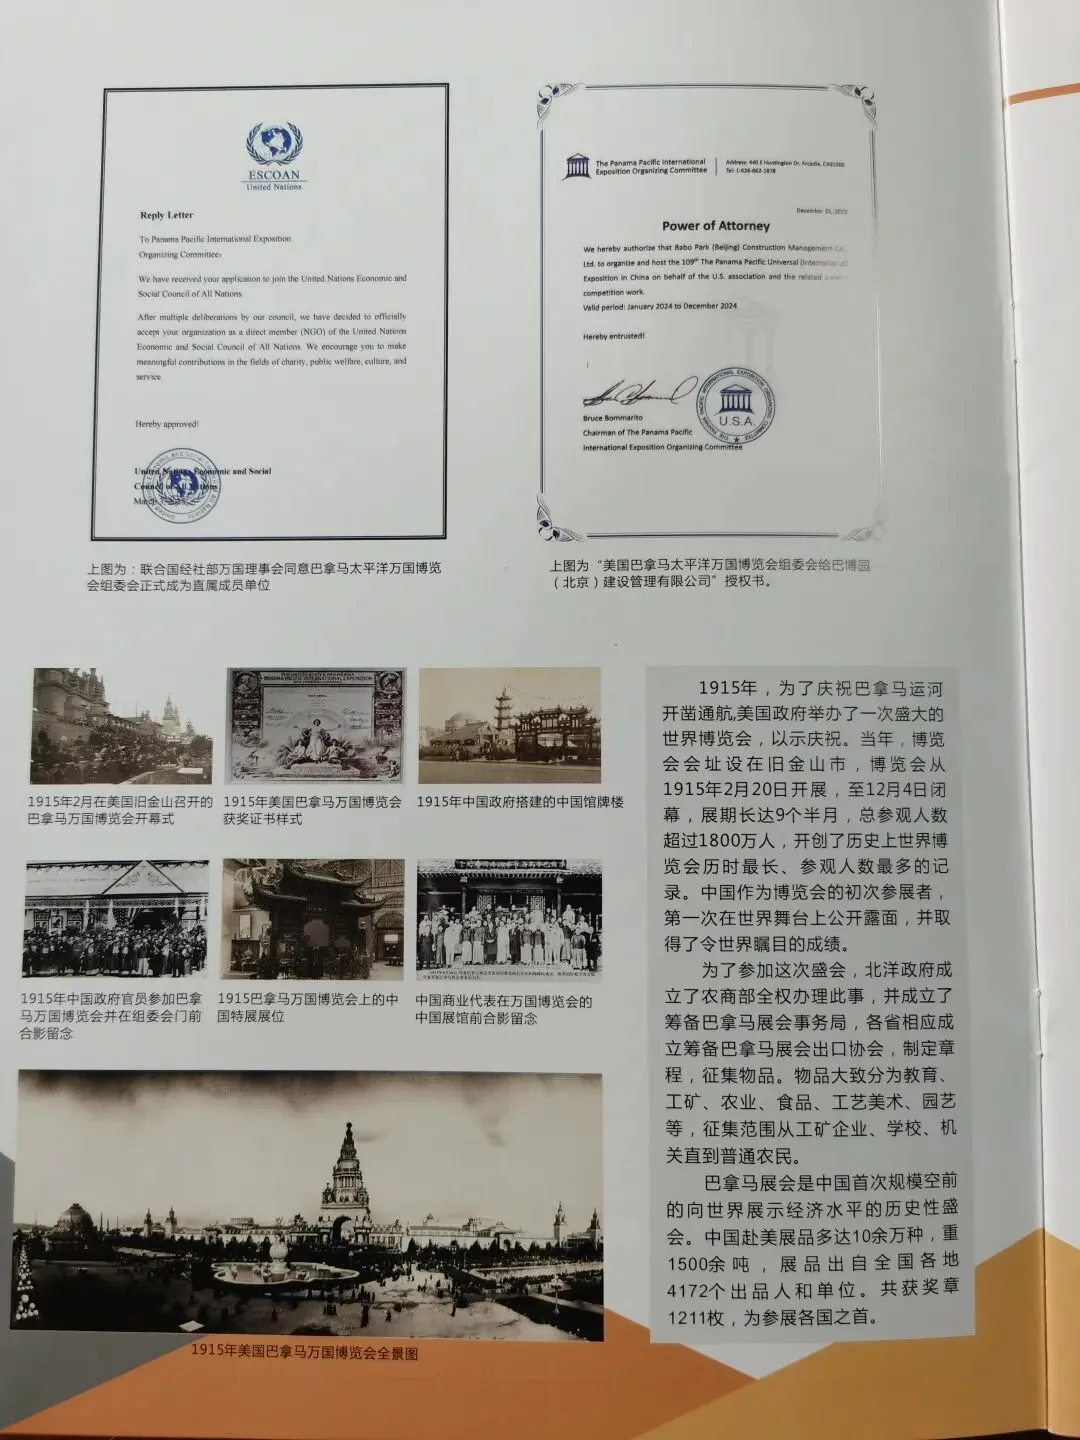 ESCOAN
United Nations
Reply Letter
To Panama Pacific International Exposition
Organizing Committee:
We have received your application to join the United Nations Economic and
Social Council of All Nations.
After multiple deliberations by our council, we have decided to officially
accept your organization as a direct member (NGO) of the United Nations
Economic and Social Council of All Nations. We encourage you to make
meaningful contributions in the fields of charity, public welfare, culture, and
service.
Hereby approved!
United Nations Economic and Social
Council of All Nations
上图为：联合国经社部万国理事会同意巴拿马太平洋万国博览
会组委会正式成为直属成员单位
The Panama Pacific International
Exposition Organizing Committee
Address: 440 E Huntington Dr, Arcadia, CA91006
Tel: 1-626-662-1878
December 31, 2023
Power of Attorney
We hereby authorize that Babo Park (Beijing) Construction Management Co.,
Ltd. to organize and host the 109th The Panama Pacific Universal (International)
Exposition in China on behalf of the U.S. association and the related
competition work.
Valid period: January 2024 to December 2024
Hereby entrusted!
U.S.A.
Bruce Bommarito
Chairman of The Panama Pacific
International Exposition Organizing Committee
上图为“美国巴拿马太平洋万国博览会组委会给巴博园
（北京）建设管理有限公司”授权书。
1915年2月在美国旧金山召开的
巴拿马万国博览会开幕式
PANAMA-PACIFIC INTERNATIONAL EXPOSITION
1915年美国巴拿马万国博览会
获奖证书样式
1915年中国政府搭建的中国馆牌楼
1915年中国政府官员参加巴拿
马万国博览会并在组委会门前
合影留念
1915巴拿马万国博览会上的中
国特展展位
中国商业代表在万国博览会的
中国展馆前合影留念
1915年美国巴拿马万国博览会全景图
1915年，为了庆祝巴拿马运河
开凿通航,美国政府举办了一次盛大的
世界博览会，以示庆祝。当年，博览
会会址设在旧金山市，博览会从
1915年2月20日开展，至12月4日闭
幕，展期长达9个半月，总参观人数
超过1800万人，开创了历史上世界博
览会历时最长、参观人数最多的记
录。中国作为博览会的初次参展者，
第一次在世界舞台上公开露面，并取
得了令世界瞩目的成绩。
为了参加这次盛会，北洋政府成
立了农商部全权办理此事，并成立了
筹备巴拿马展会事务局，各省相应成
立筹备巴拿马展会出口协会，制定章
程，征集物品。物品大致分为教育、
工矿、农业、食品、工艺美术、园艺
等，征集范围从工矿企业、学校、机
关直到普通农民。
巴拿马展会是中国首次规模空前
的向世界展示经济水平的历史性盛
会。中国赴美展品多达10余万种，重
1500余吨，展品出自全国各地
4172个出品人和单位。共获奖章
1211枚，为参展各国之首。